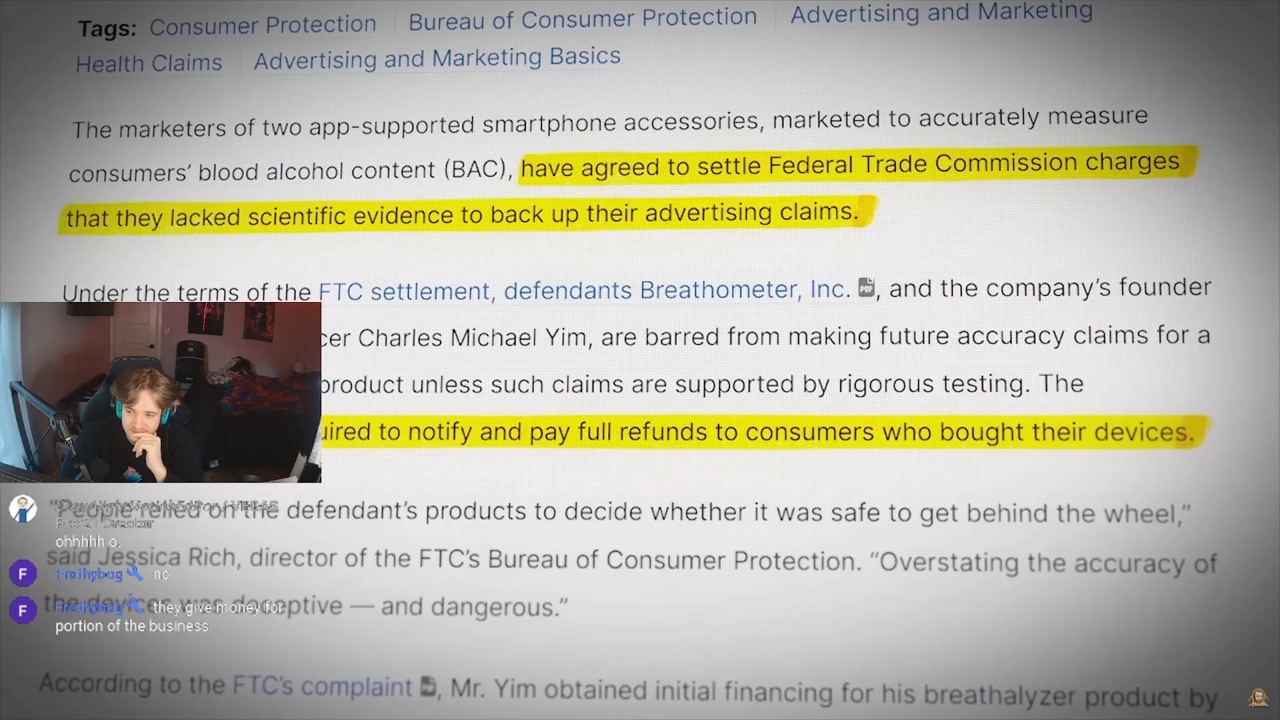 Tags: Consumer Protection Bureau of Consumer Protection Advertising and Marketing
Health Claims Advertising and Marketing Basics
The marketers of two app-supported smartphone accessories, marketed to accurately measure
consumers' blood alcohol content (BAC), have agreed to settle Federal Trade Commission charges
that they lacked scientific evidence to back up their advertising claims.
Under the terms of the FTC settlement, defendants Breathometer, Inc. PDF, and the company's founder
cer Charles Michael Yim, are barred from making future accuracy claims for a
product unless such claims are supported by rigorous testing. The
uired to notify and pay full refunds to consumers who bought their devices.
"People relied on the defendant's products to decide whether it was safe to get behind the wheel,"
ohhhhh o,
said Jessica Rich, director of the FTC's Bureau of Consumer Protection. "Overstating the accuracy of
F Frothybag no
the devices was deceptive — and dangerous."
F Frothybag they give money for
portion of the business
According to the FTC's complaint, Mr. Yim obtained initial financing for his breathalyzer product by